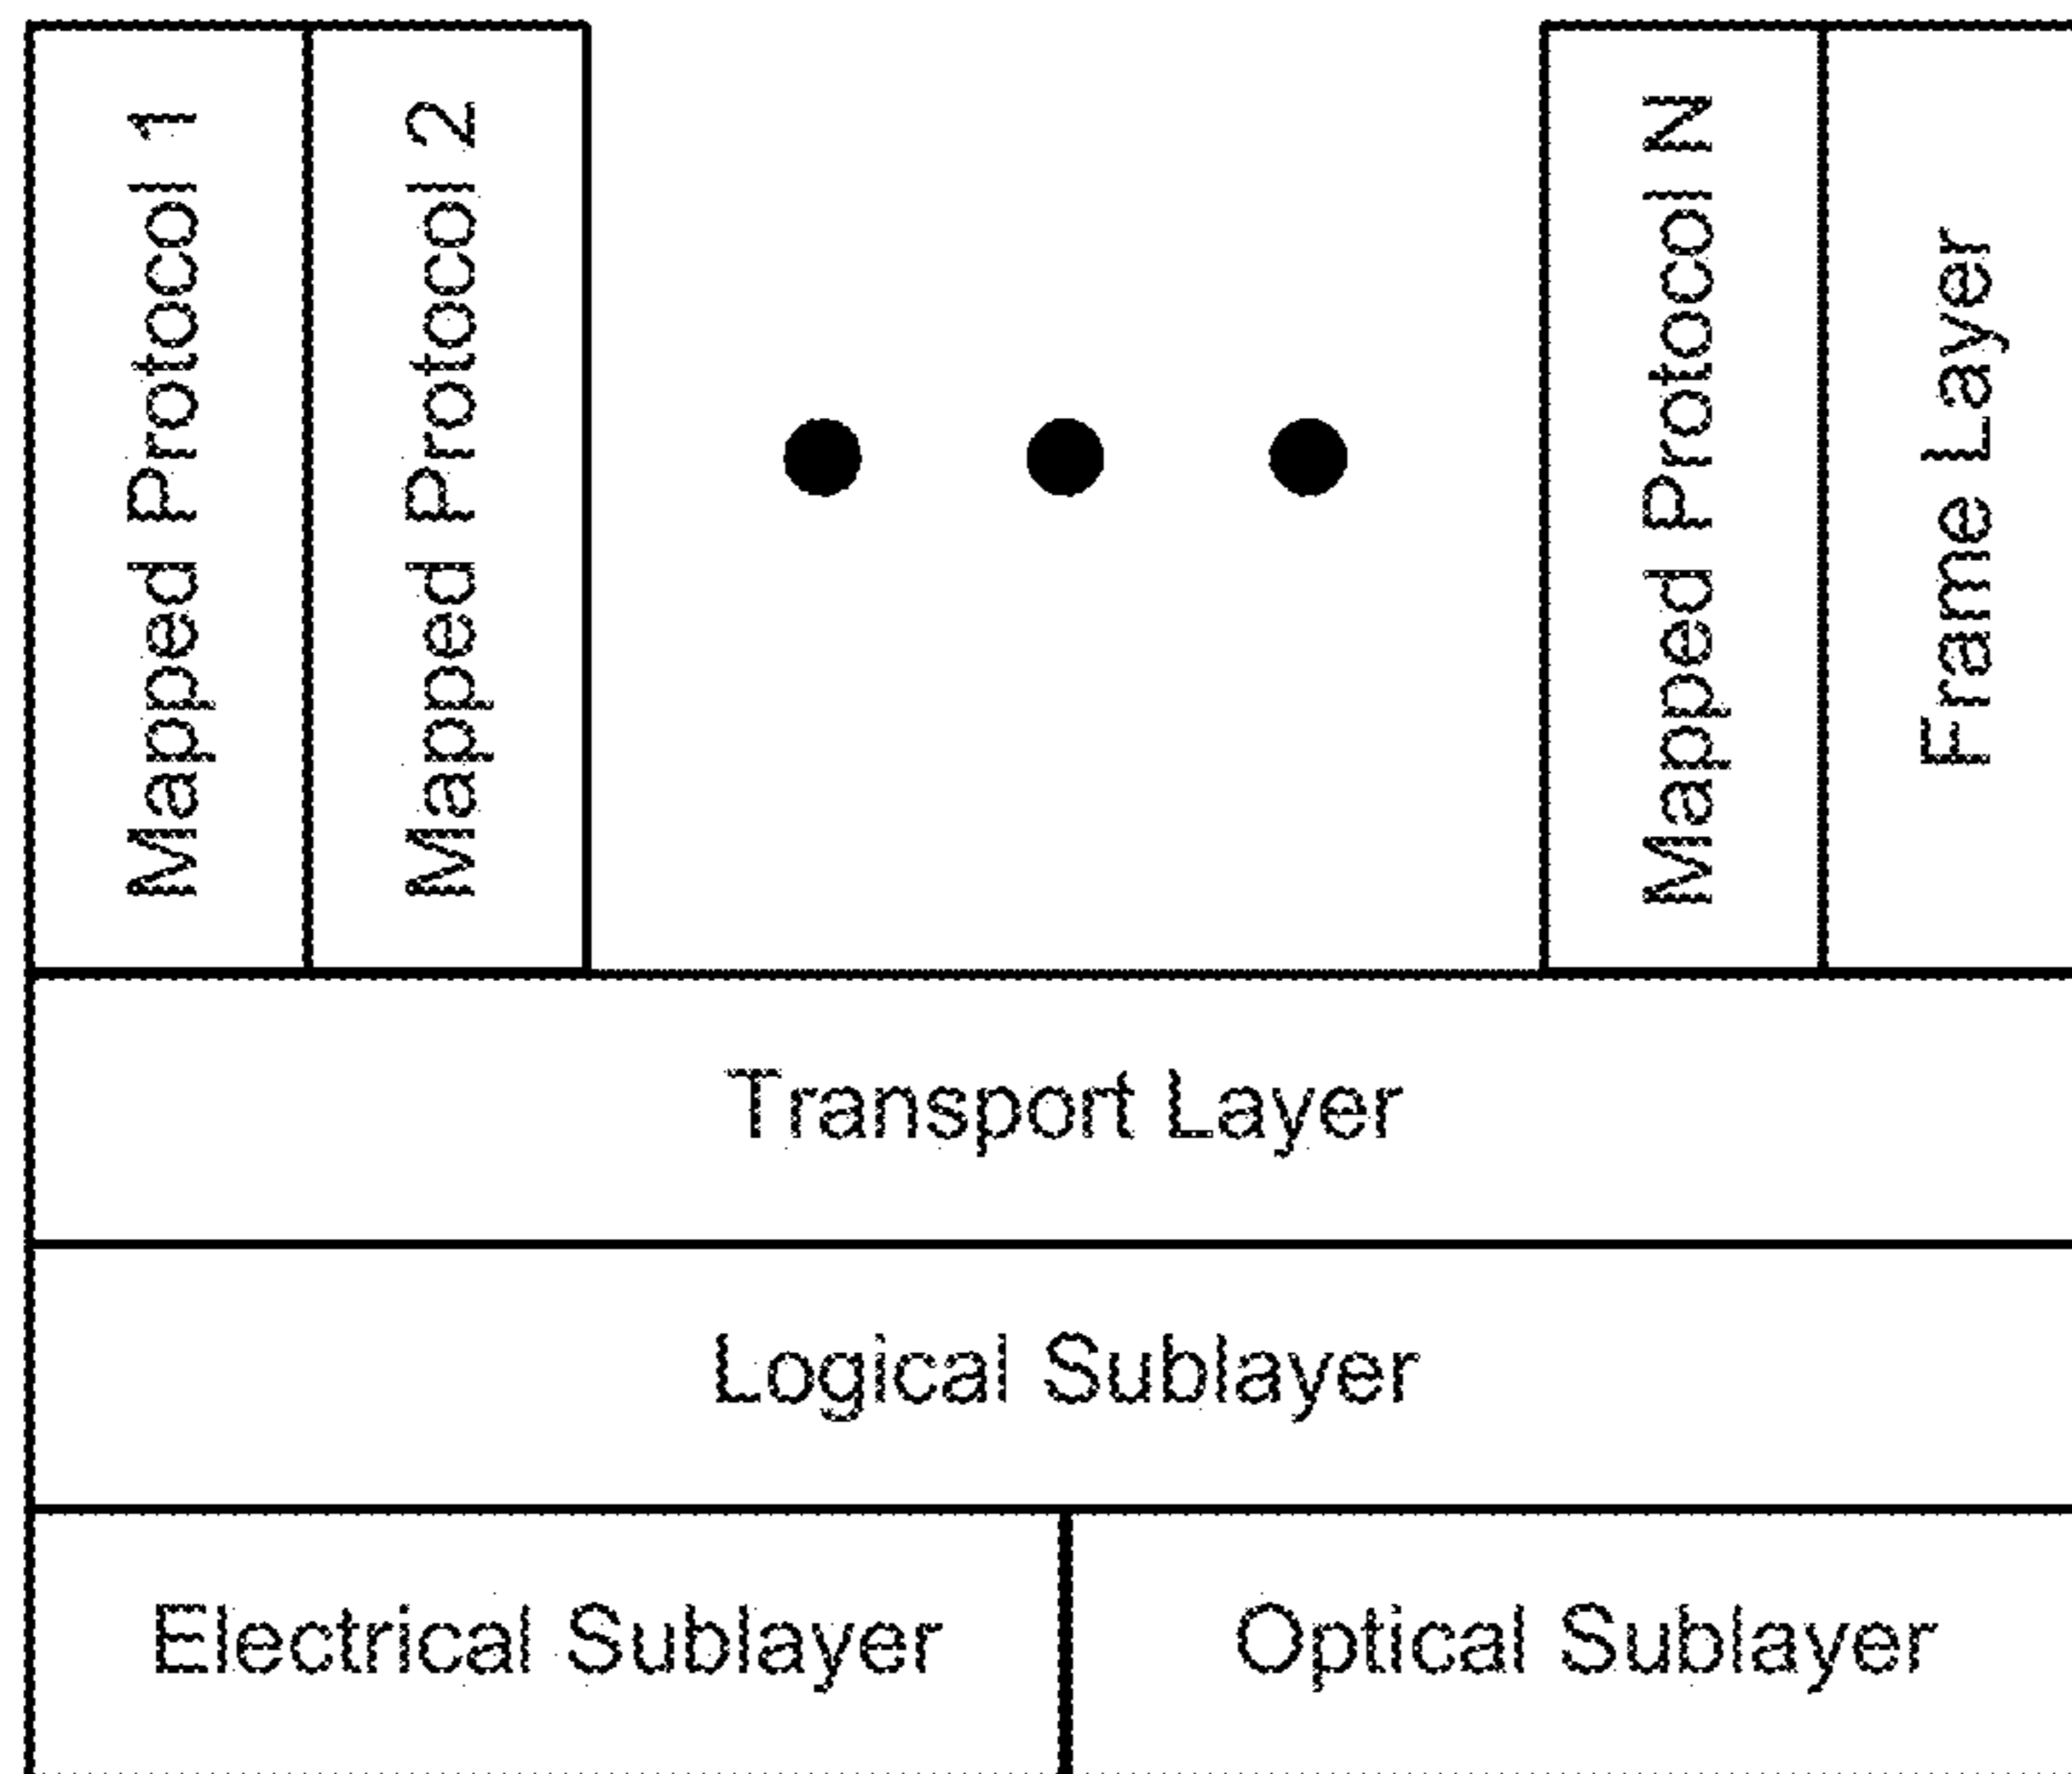 Mapped Protocol 1
Mapped Protocol 2
Mapped Protocol N
Frame Layer
Transport Layer
Logical Sublayer
Electrical Sublayer
Optical Sublayer